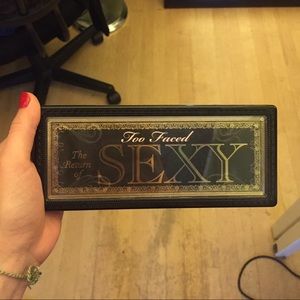 Too Faced
The
Return
of
SEXY